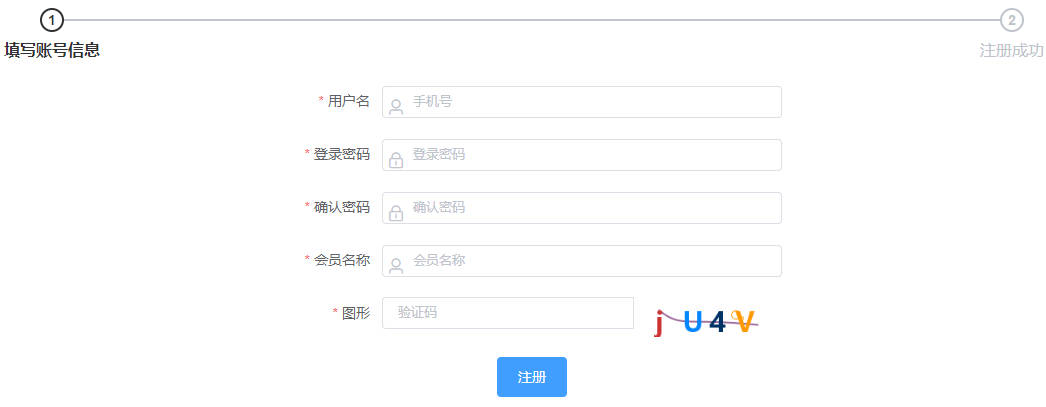 1
2
填写账号信息
注册成功
* 用户名
手机号
* 登录密码
登录密码
* 确认密码
确认密码
* 会员名称
会员名称
* 图形
验证码
jU4V
注册